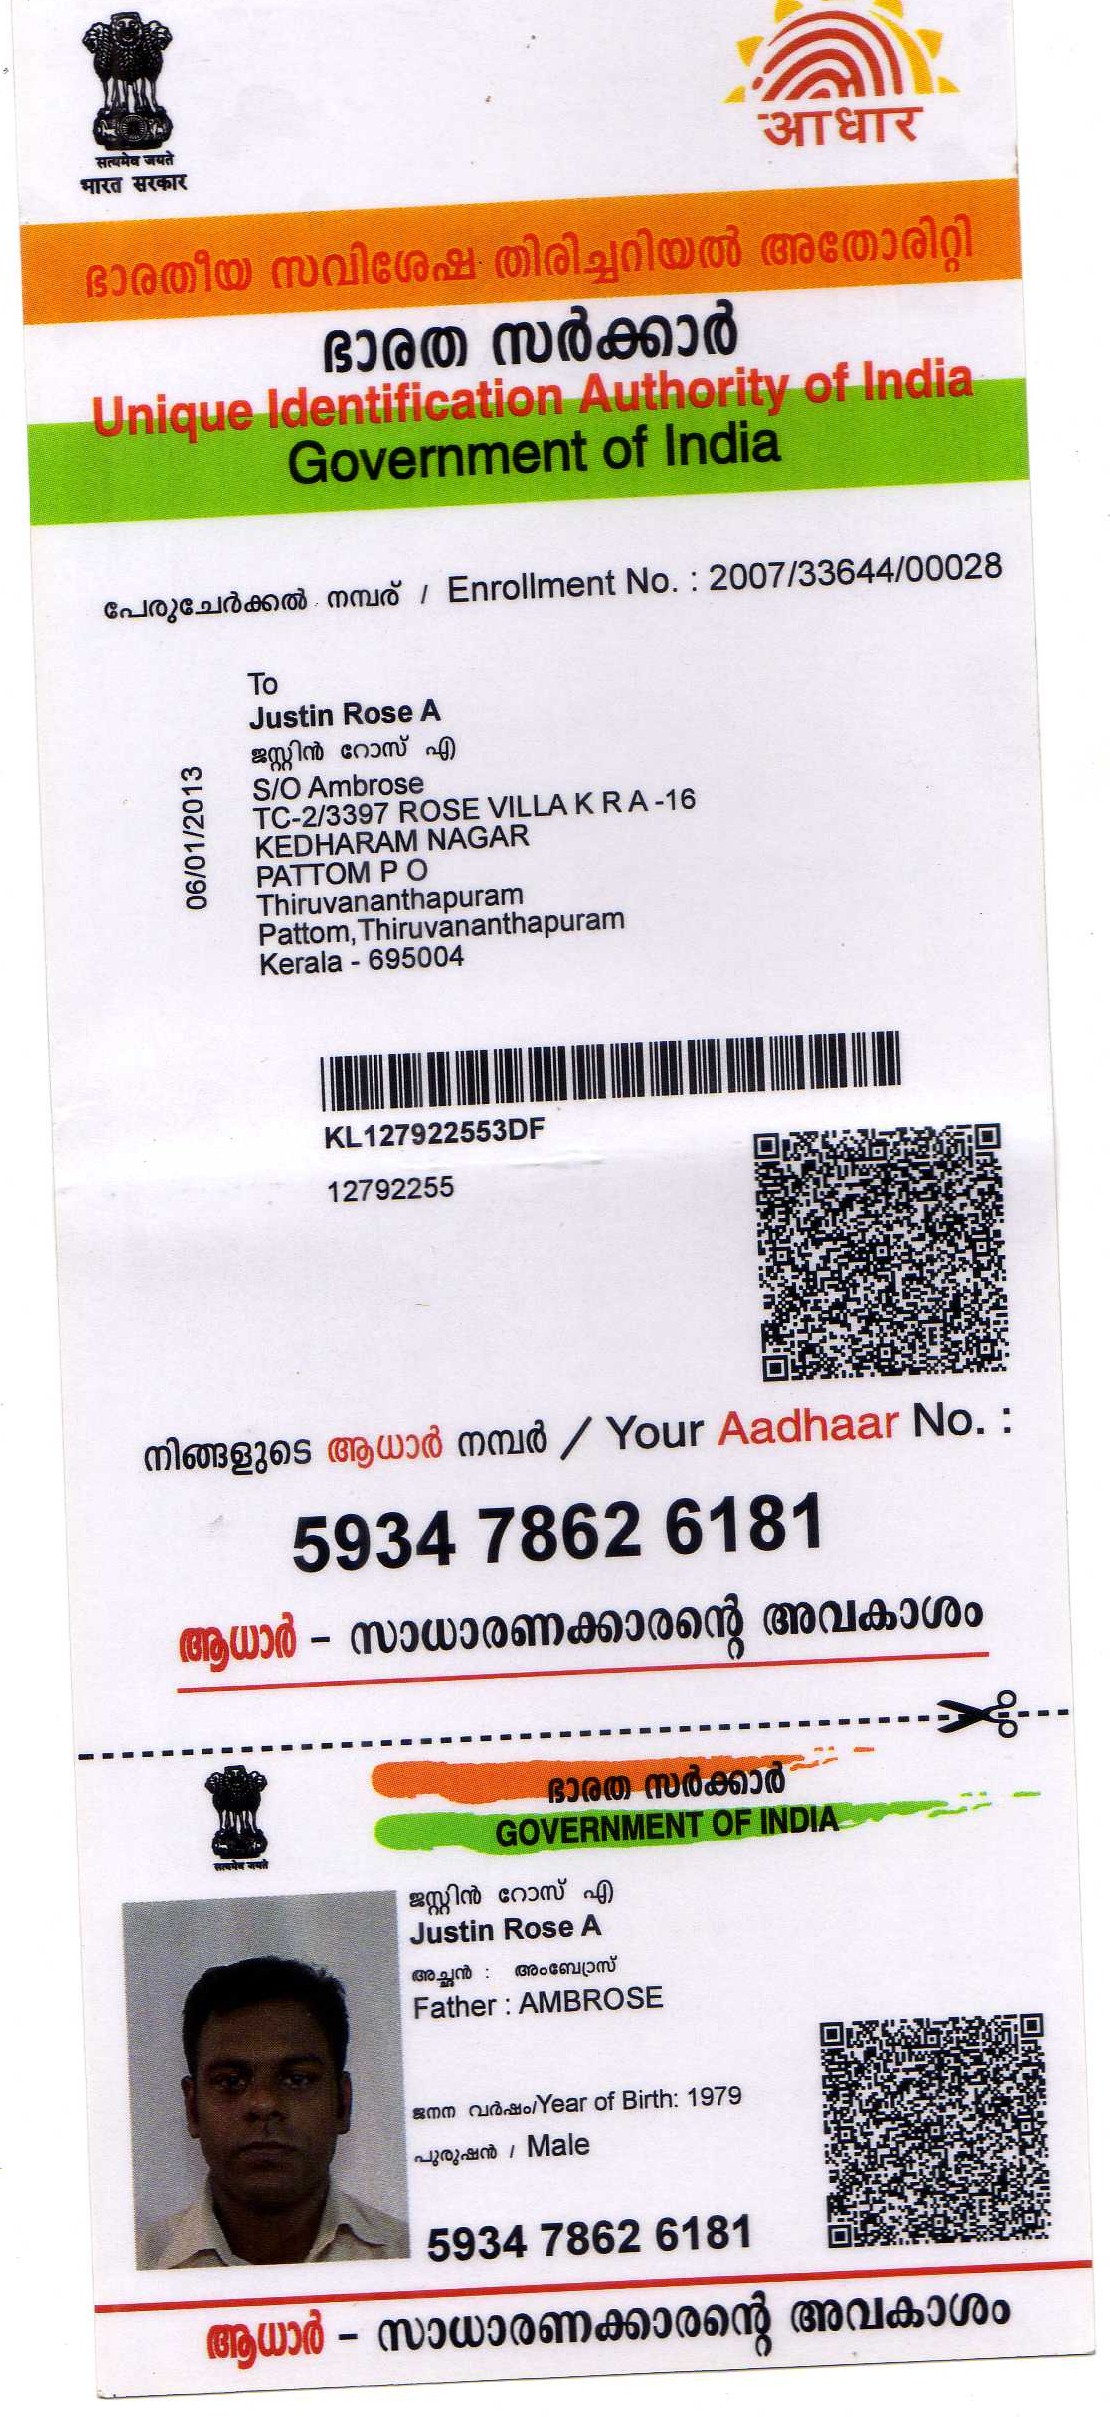 सत्यमेव जयते
भारत सरकार
आधार
ഭാരതീയ സവിശേഷ തിരിച്ചറിയൽ അതോരിറ്റി
ഭാരത സർക്കാർ
Unique Identification Authority of India
Government of India
പേരുചേർക്കൽ നമ്പര് / Enrollment No. : 2007/33644/00028
To
Justin Rose A
ജസ്റ്റിൻ റോസ് എ
S/O Ambrose
TC-2/3397 ROSE VILLA K R A -16
KEDHARAM NAGAR
PATTOM P O
Thiruvananthapuram
Pattom,Thiruvananthapuram
Kerala - 695004
06/01/2013
KL127922553DF
12792255
നിങ്ങളുടെ ആധാർ നമ്പർ / Your Aadhaar No. :
5934 7862 6181
ആധാർ – സാധാരണക്കാരന്റെ അവകാശം
सत्यमेव जयते
ഭാരത സർക്കാർ
GOVERNMENT OF INDIA
ജസ്റ്റിൻ റോസ് എ
Justin Rose A
അച്ഛൻ : അംബ്രോസ്
Father : AMBROSE
ജനന വർഷം/Year of Birth: 1979
പുരുഷൻ / Male
5934 7862 6181
ആധാർ – സാധാരണക്കാരന്റെ അവകാശം